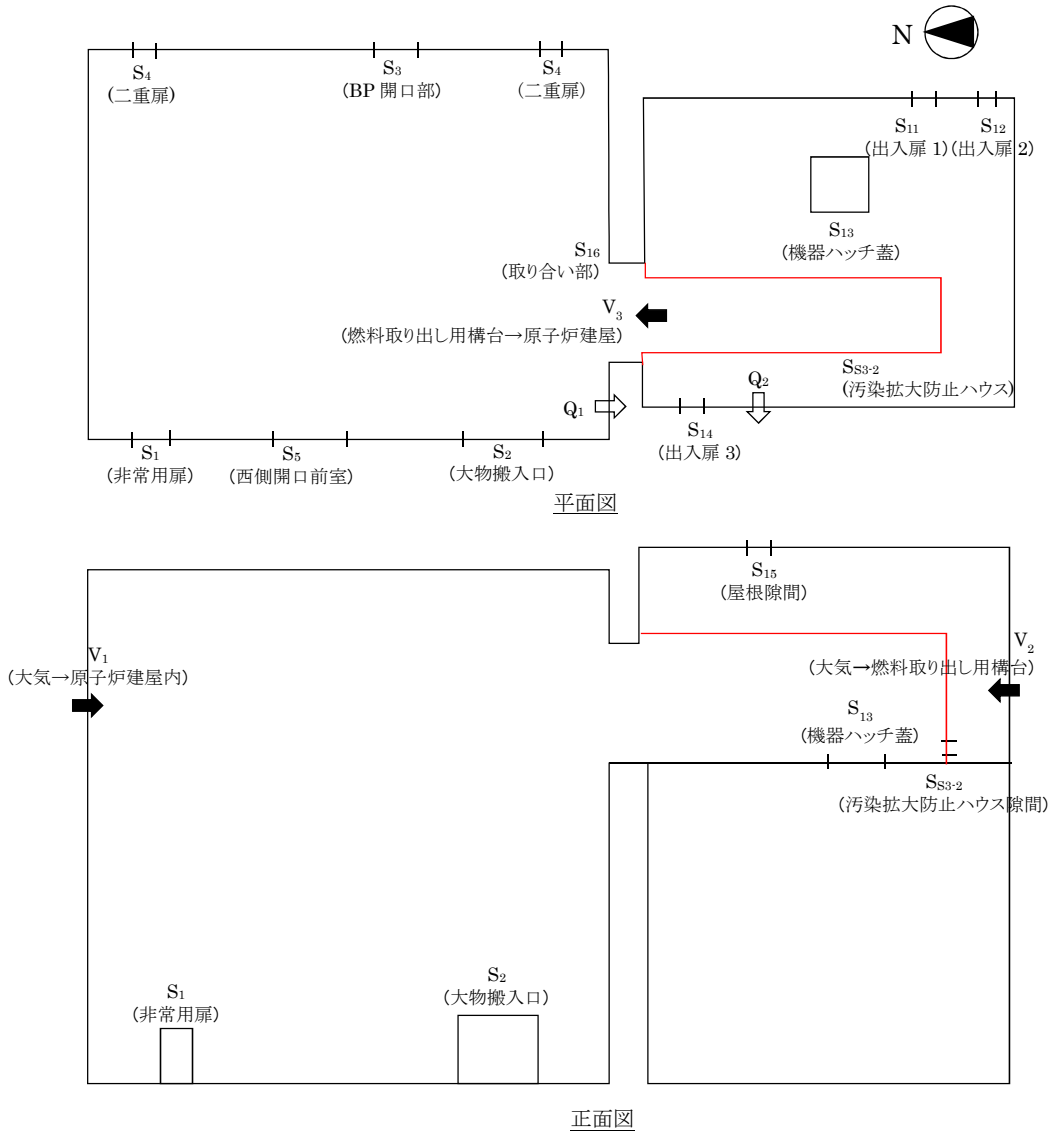 N
S4
(二重扉)
S3
(BP 開口部)
S4
(二重扉)
S11
(出入扉 1)
S12
(出入扉 2)
S13
(機器ハッチ蓋)
S16
(取り合い部)
V3
(燃料取り出し用構台→原子炉建屋)
SS3-2
(汚染拡大防止ハウス)
Q1
Q2
S14
(出入扉 3)
S1
(非常用扉)
S5
(西側開口前室)
S2
(大物搬入口)
平面図
S15
(屋根隙間)
V1
(大気→原子炉建屋内)
V2
(大気→燃料取り出し用構台)
S13
(機器ハッチ蓋)
SS3-2
(汚染拡大防止ハウス隙間)
S1
(非常用扉)
S2
(大物搬入口)
正面図